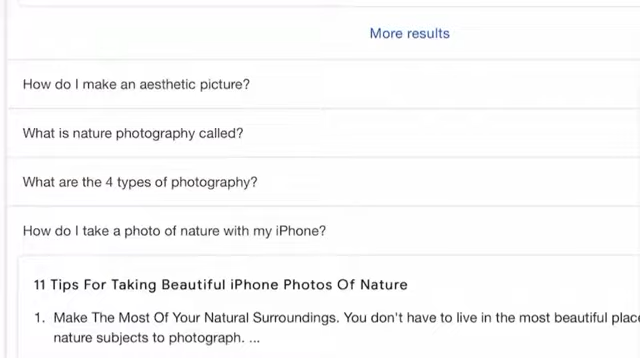 More results
How do I make an aesthetic picture?
What is nature photography called?
What are the 4 types of photography?
How do I take a photo of nature with my iPhone?
11 Tips For Taking Beautiful iPhone Photos Of Nature
1. Make The Most Of Your Natural Surroundings. You don't have to live in the most beautiful plac
nature subjects to photograph. ...